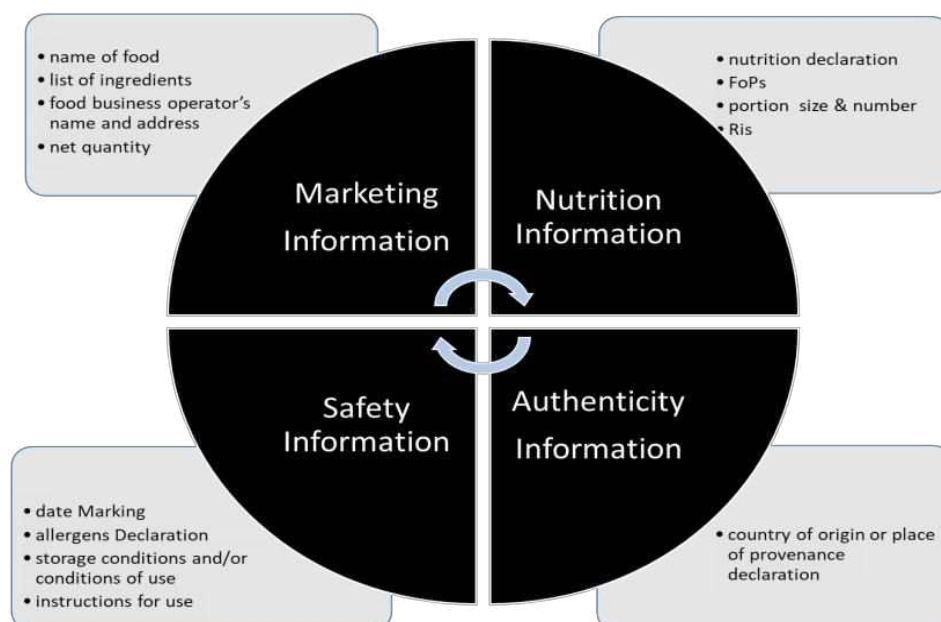 • name of food
• list of ingredients
• food business operator's
name and address
• net quantity
• nutrition declaration
• FoPs
• portion size & number
• Ris
Marketing
Information
Nutrition
Information
Safety
Information
Authenticity
Information
• date Marking
• allergens Declaration
• storage conditions and/or
conditions of use
• instructions for use
• country of origin or place
of provenance
declaration